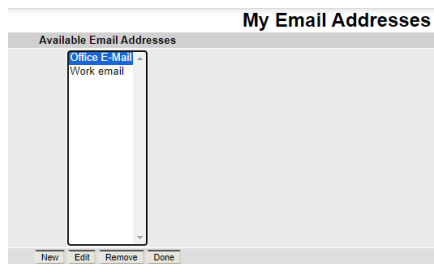 My Email Addresses
Available Email Addresses
Office E-Mail
Work email
New Edit Remove Done